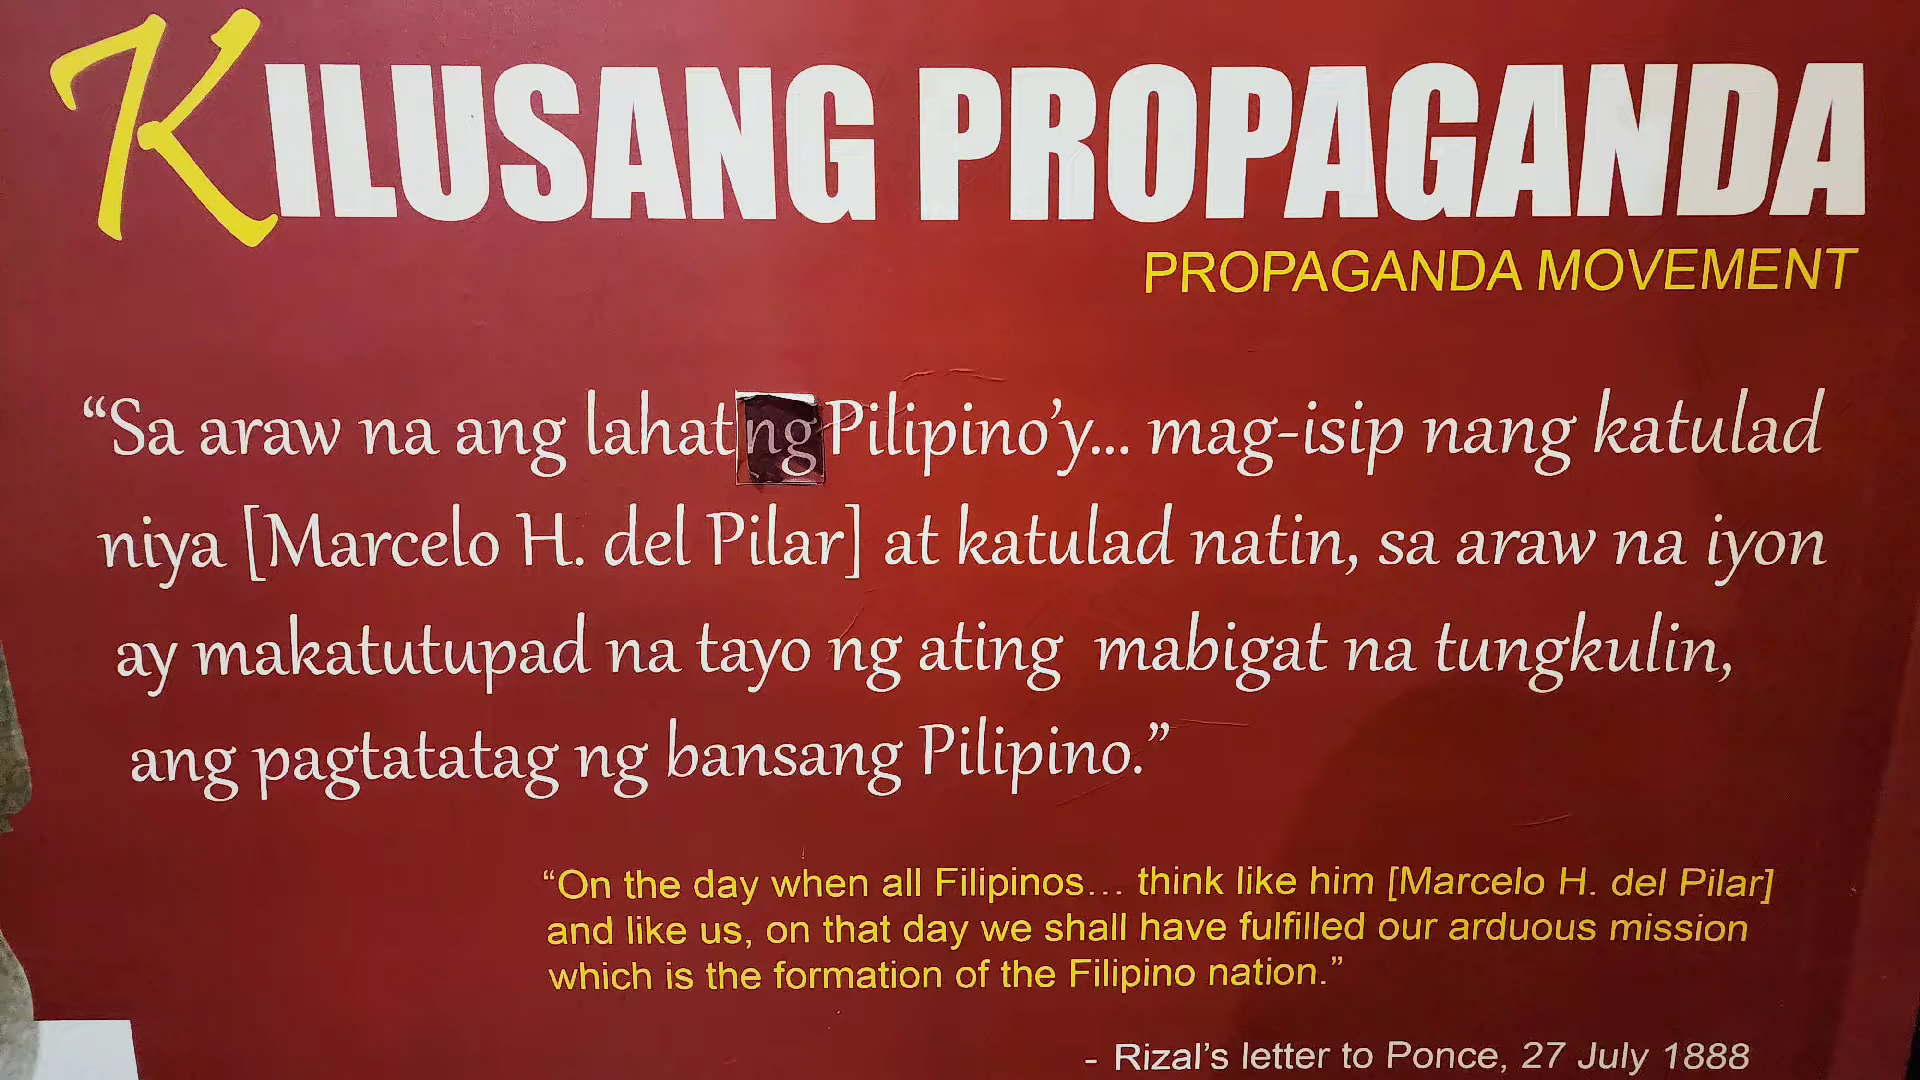 KILUSANG PROPAGANDA
PROPAGANDA MOVEMENT
“Sa araw na ang lahat ng Pilipino’y... mag-isip nang katulad
niya [Marcelo H. del Pilar] at katulad natin, sa araw na iyon
ay makatutupad na tayo ng ating mabigat na tungkulin,
ang pagtatatag ng bansang Pilipino.”
“On the day when all Filipinos... think like him [Marcelo H. del Pilar]
and like us, on that day we shall have fulfilled our arduous mission
which is the formation of the Filipino nation.”
- Rizal’s letter to Ponce, 27 July 1888